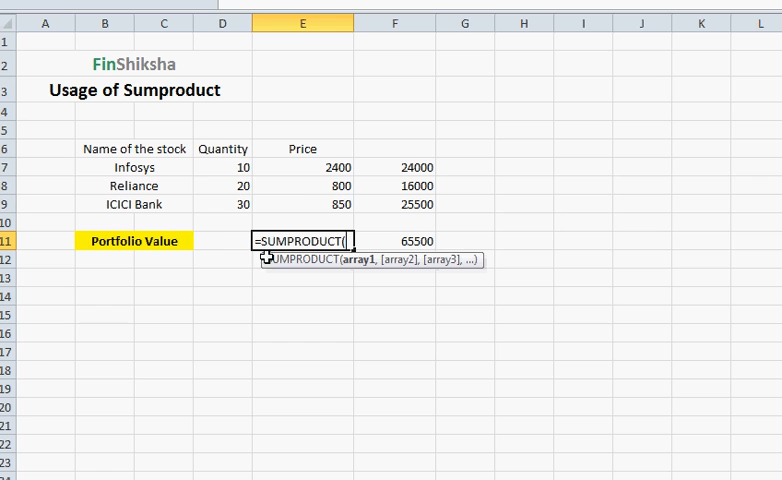 A B C D E F G H I J K L
1
2 FinShiksha
3 Usage of Sumproduct
4
5
6 Name of the stock Quantity Price
7 Infosys 10 2400 24000
8 Reliance 20 800 16000
9 ICICI Bank 30 850 25500
10
11 Portfolio Value =SUMPRODUCT( 65500
12 SUMPRODUCT(array1, [array2], [array3], ...)
13
14
15
16
17
18
19
20
21
22
23